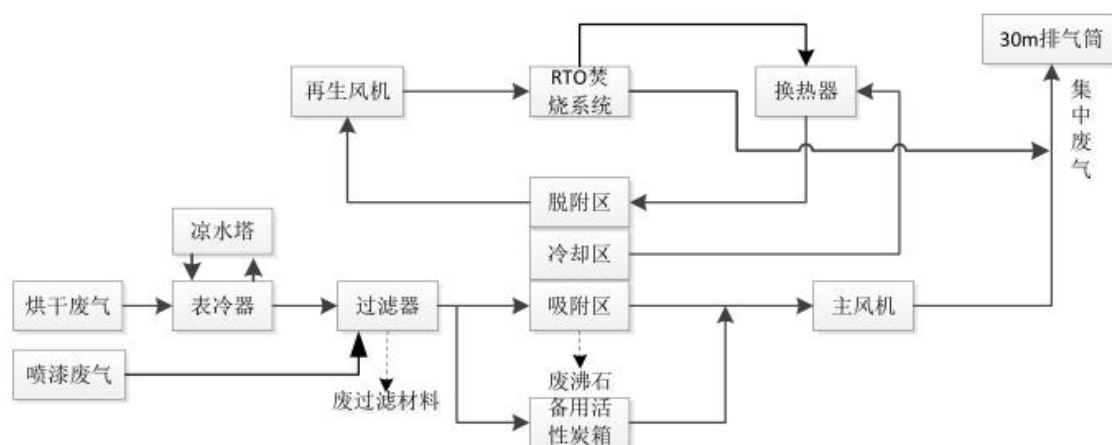 30m排气筒
集中废气
再生风机
RTO焚
烧系统
换热器
脱附区
凉水塔
冷却区
烘干废气
表冷器
过滤器
吸附区
主风机
喷漆废气
废过滤材料
废沸石
备用活
性炭箱